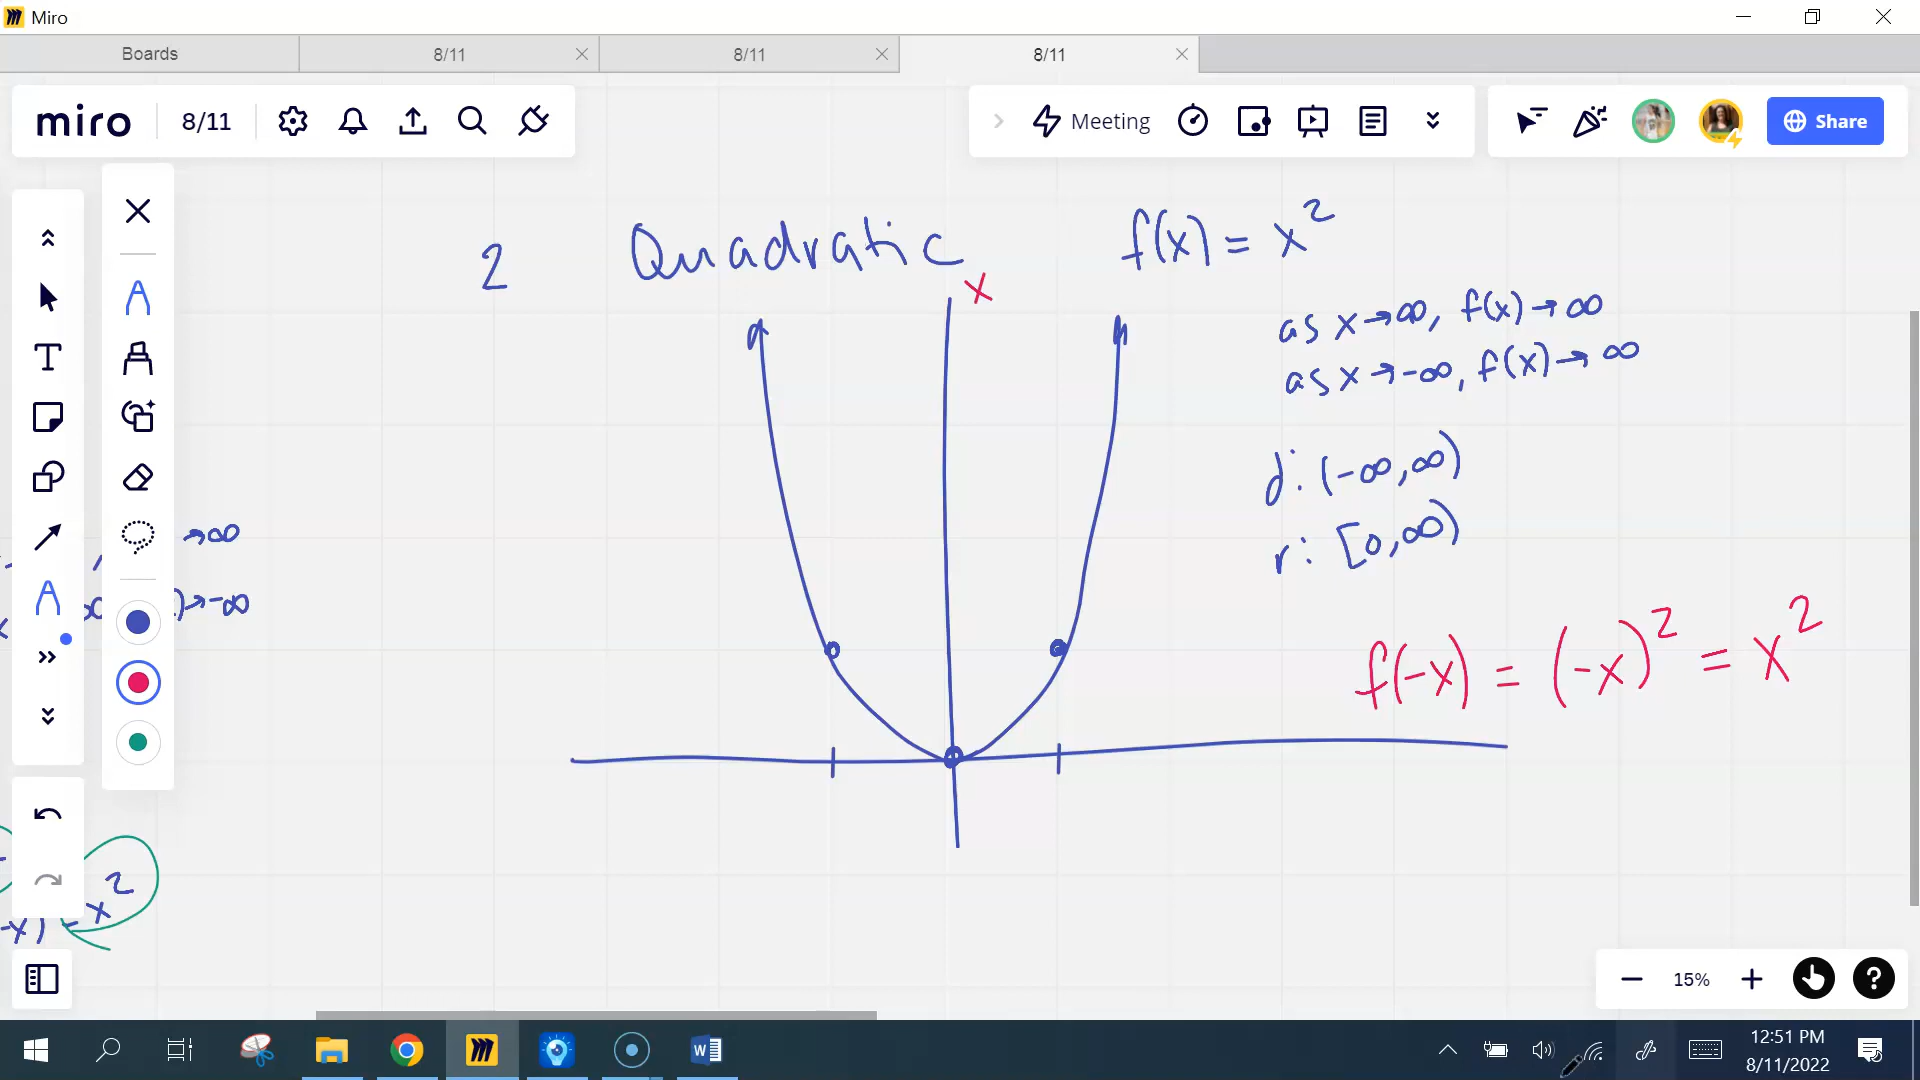 Miro
Boards
8/11
8/11
8/11
miro
8/11
Meeting
Share
2 Quadratic f(x) = x²
x
as x→∞, f(x)→∞
as x→-∞, f(x)→∞
d: (-∞,∞)
r: [0,∞)
→∞
)→-∞
f(-x) = (-x)² = x²
-x) = x²
15%
12:51 PM
8/11/2022